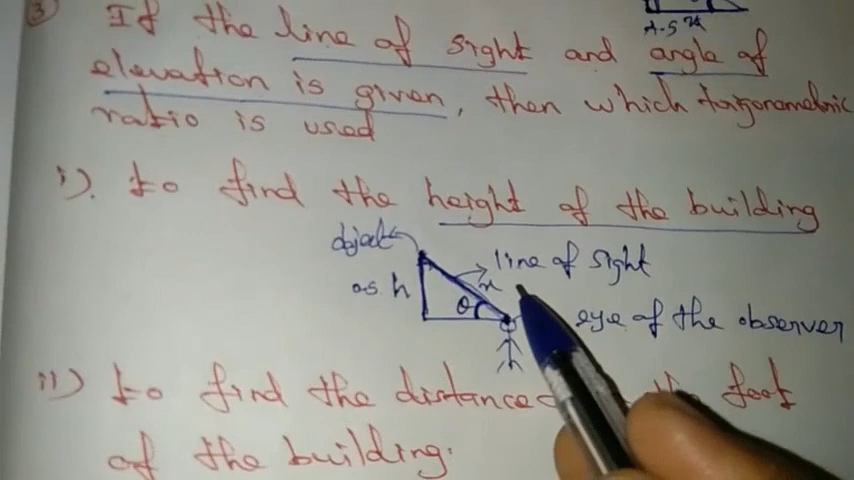 3
A.S x
If the line of sight and angle of
elevation is given, then which trigonometric
ratio is used
i). to find the height of the building
object
line of sight
o.s h
x
θ
eye of the observer
ii) to find the distance the foot
of the building.